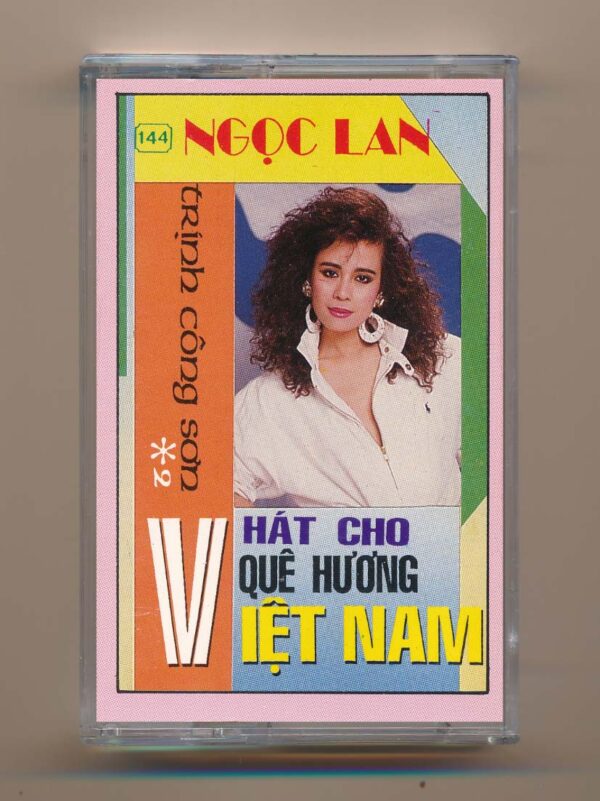 144 NGỌC LAN
trịnh công sơn *2
HÁT CHO
QUÊ HƯƠNG
VIỆT NAM